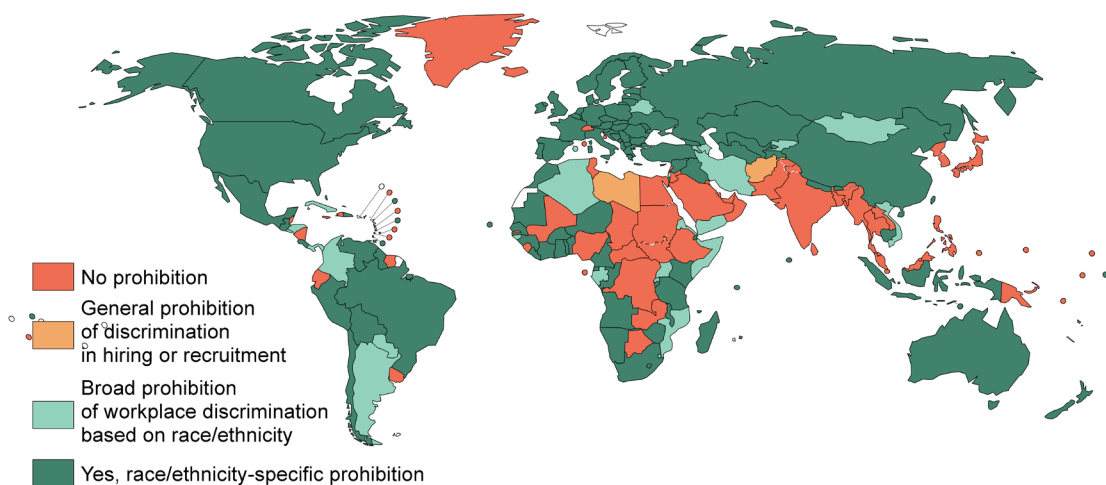 No prohibition
General prohibition
of discrimination
in hiring or recruitment
Broad prohibition
of workplace discrimination
based on race/ethnicity
Yes, race/ethnicity-specific prohibition